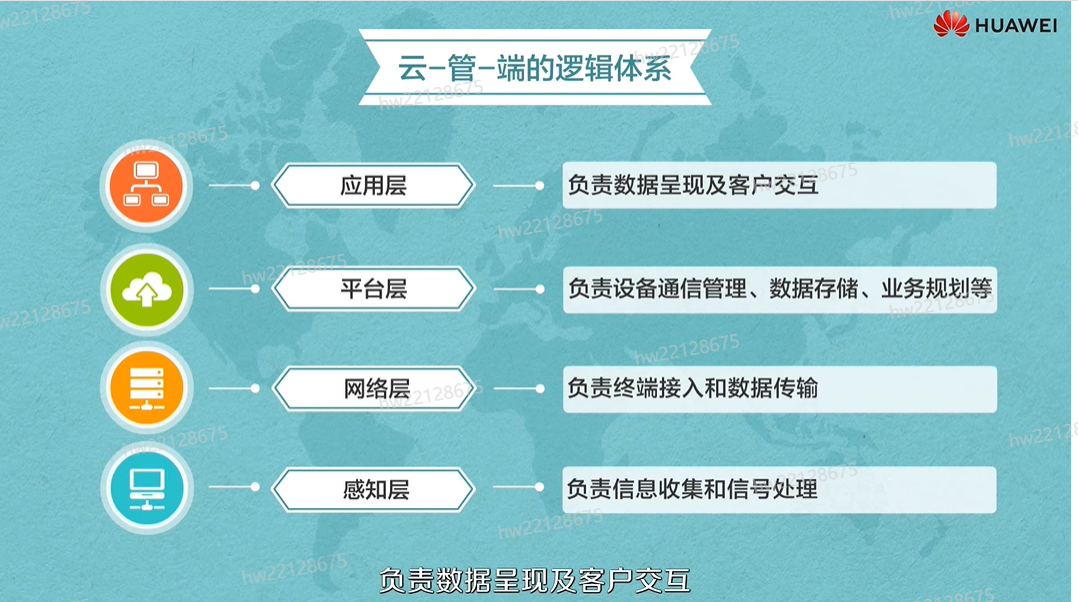 HUAWEI
云-管-端的逻辑体系
应用层 负责数据呈现及客户交互
平台层 负责设备通信管理、数据存储、业务规划等
网络层 负责终端接入和数据传输
感知层 负责信息收集和信号处理
负责数据呈现及客户交互
hw22128675